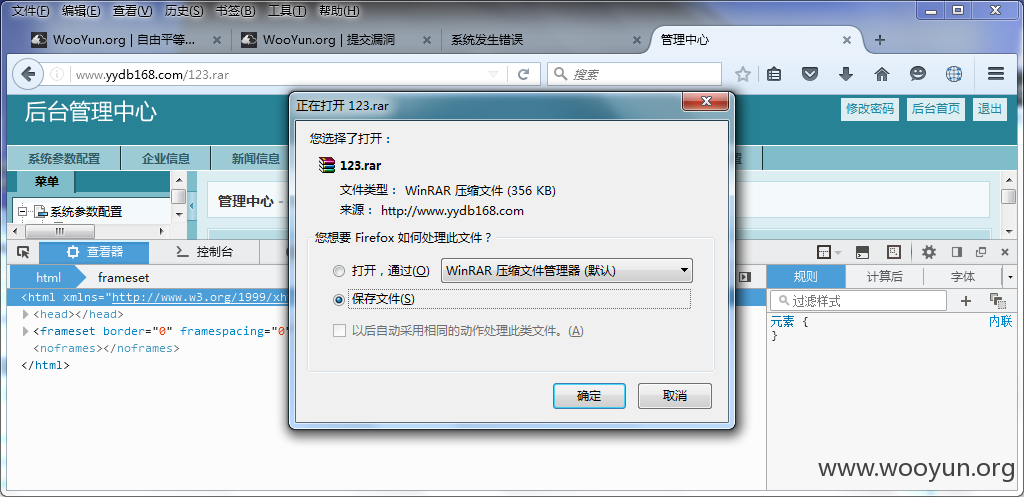 文件(F) 编辑(E) 查看(V) 历史(S) 书签(B) 工具(T) 帮助(H)
WooYun.org | 自由平等...
WooYun.org | 提交漏洞
系统发生错误
管理中心
www.yydb168.com/123.rar
搜索
后台管理中心
修改密码
后台首页
退出
系统参数配置
企业信息
新闻信息
置
菜单
系统参数配置
管理中心 -
正在打开 123.rar
您选择了打开：
123.rar
文件类型： WinRAR 压缩文件 (356 KB)
来源： http://www.yydb168.com
您想要 Firefox 如何处理此文件？
打开，通过(O)
WinRAR 压缩文件管理器 (默认)
保存文件(S)
以后自动采用相同的动作处理此类文件。(A)
确定
取消
查看器
控制台
html
frameset
<html xmlns="http://www.w3.org/1999/xh
<head></head>
<frameset border="0" framespacing="0"
<noframes></noframes>
</html>
规则
计算后
字体
过滤样式
元素 {
内联
}
www.wooyun.org